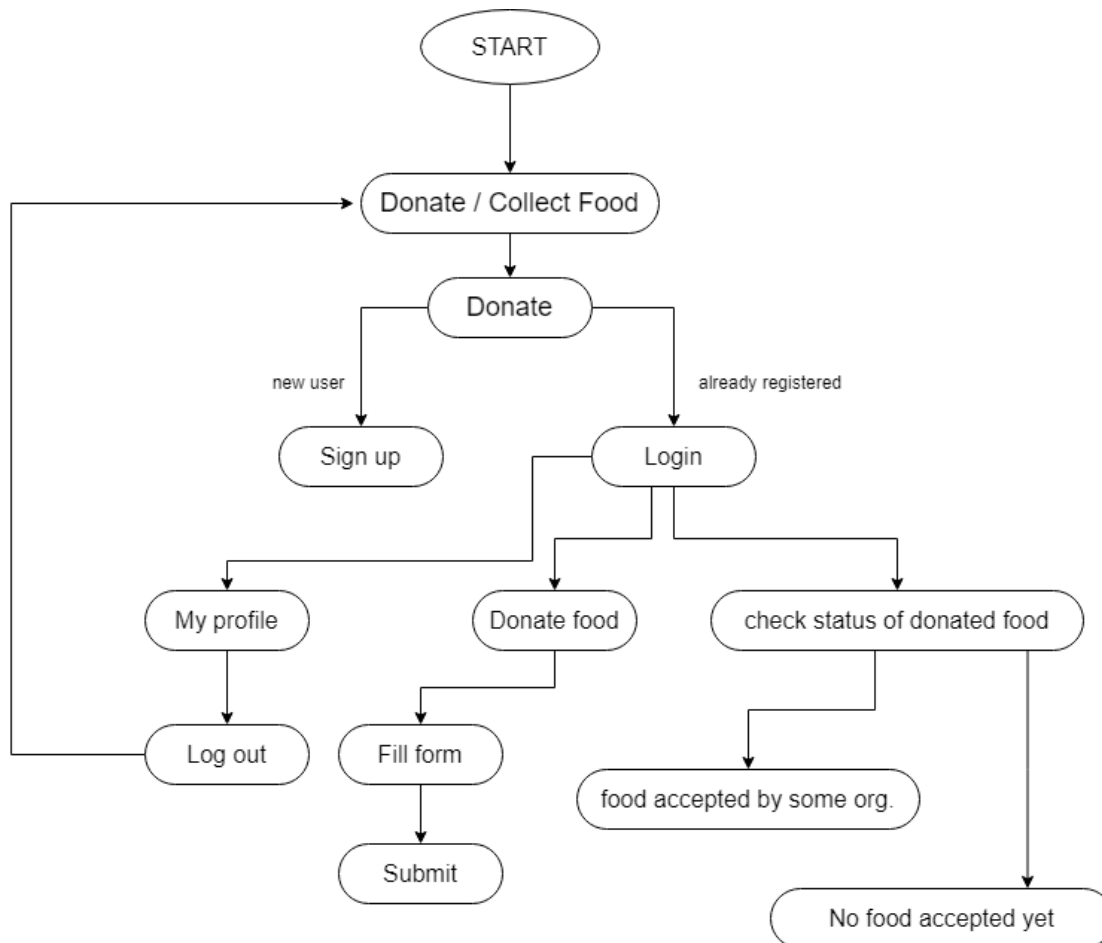 START
Donate / Collect Food
Donate
new user
already registered
Sign up
Login
My profile
Donate food
check status of donated food
Log out
Fill form
food accepted by some org.
Submit
No food accepted yet